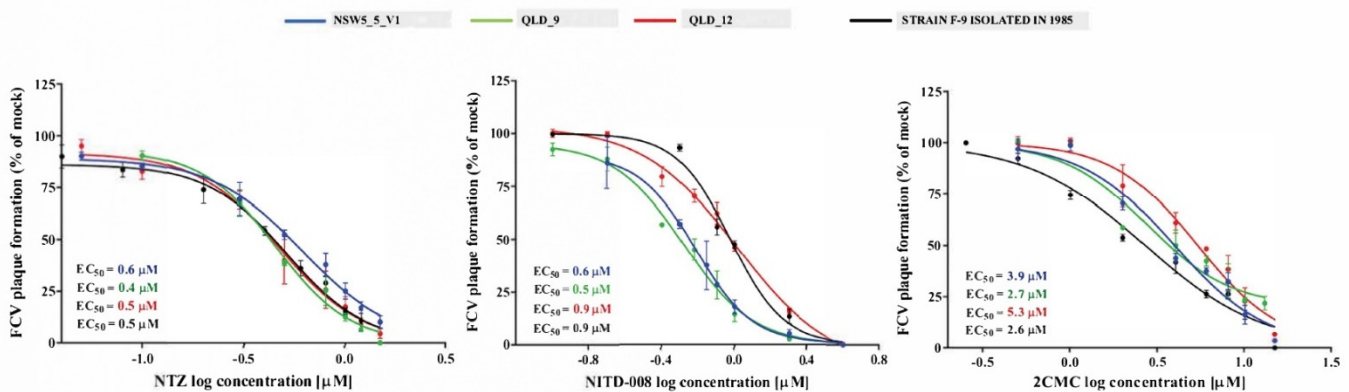 NSW5_5_V1 QLD_9 QLD_12 STRAIN F-9 ISOLATED IN 1985
FCV plaque formation (% of mock)
125
100
75
50
25
0
EC50 = 0.6 µM
EC50 = 0.4 µM
EC50 = 0.5 µM
EC50 = 0.5 µM
-1.0 -0.5 0.0 0.5
NTZ log concentration [µM]
FCV plaque formation (% of mock)
125
100
75
50
25
0
EC50 = 0.6 µM
EC50 = 0.5 µM
EC50 = 0.9 µM
EC50 = 0.9 µM
-0.8 -0.4 0.0 0.4 0.8
NITD-008 log concentration [µM]
FCV plaque formation (% of mock)
125
100
75
50
25
0
EC50 = 3.9 µM
EC50 = 2.7 µM
EC50 = 5.3 µM
EC50 = 2.6 µM
-0.5 0.0 0.5 1.0 1.5
2CMC log concentration [µM]